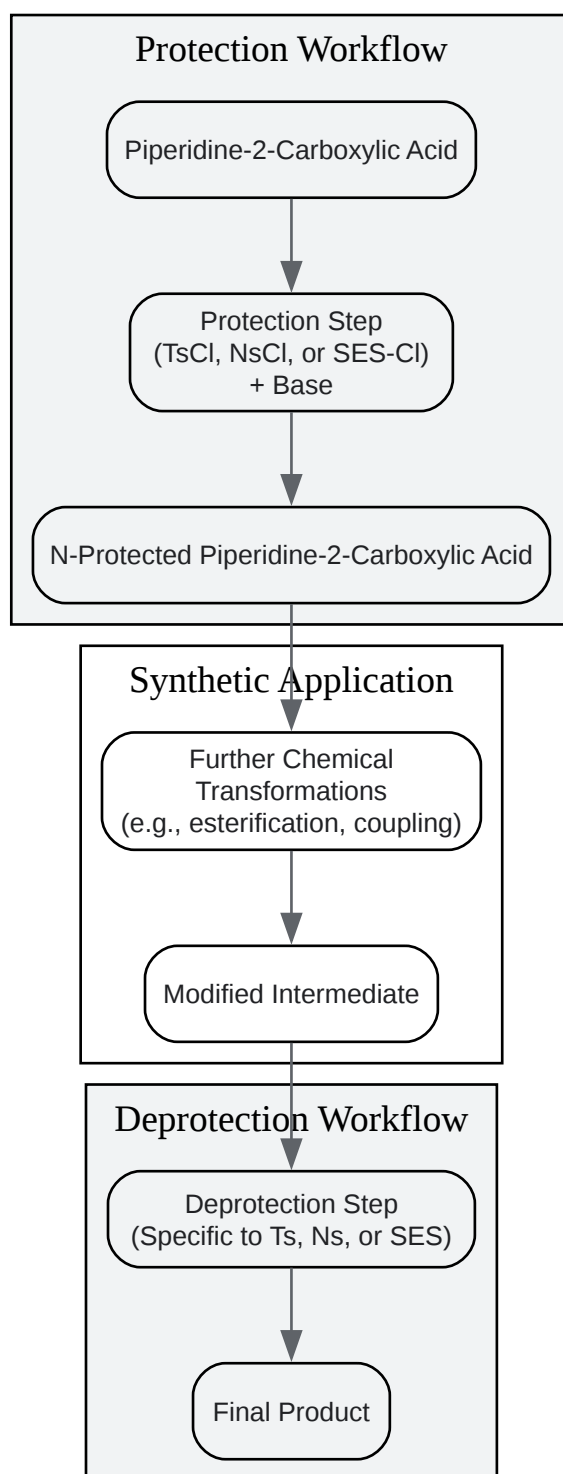 Protection Workflow
Piperidine-2-Carboxylic Acid
Protection Step
(TsCl, NsCl, or SES-Cl)
+ Base
N-Protected Piperidine-2-Carboxylic Acid
Synthetic Application
Further Chemical
Transformations
(e.g., esterification, coupling)
Modified Intermediate
Deprotection Workflow
Deprotection Step
(Specific to Ts, Ns, or SES)
Final Product